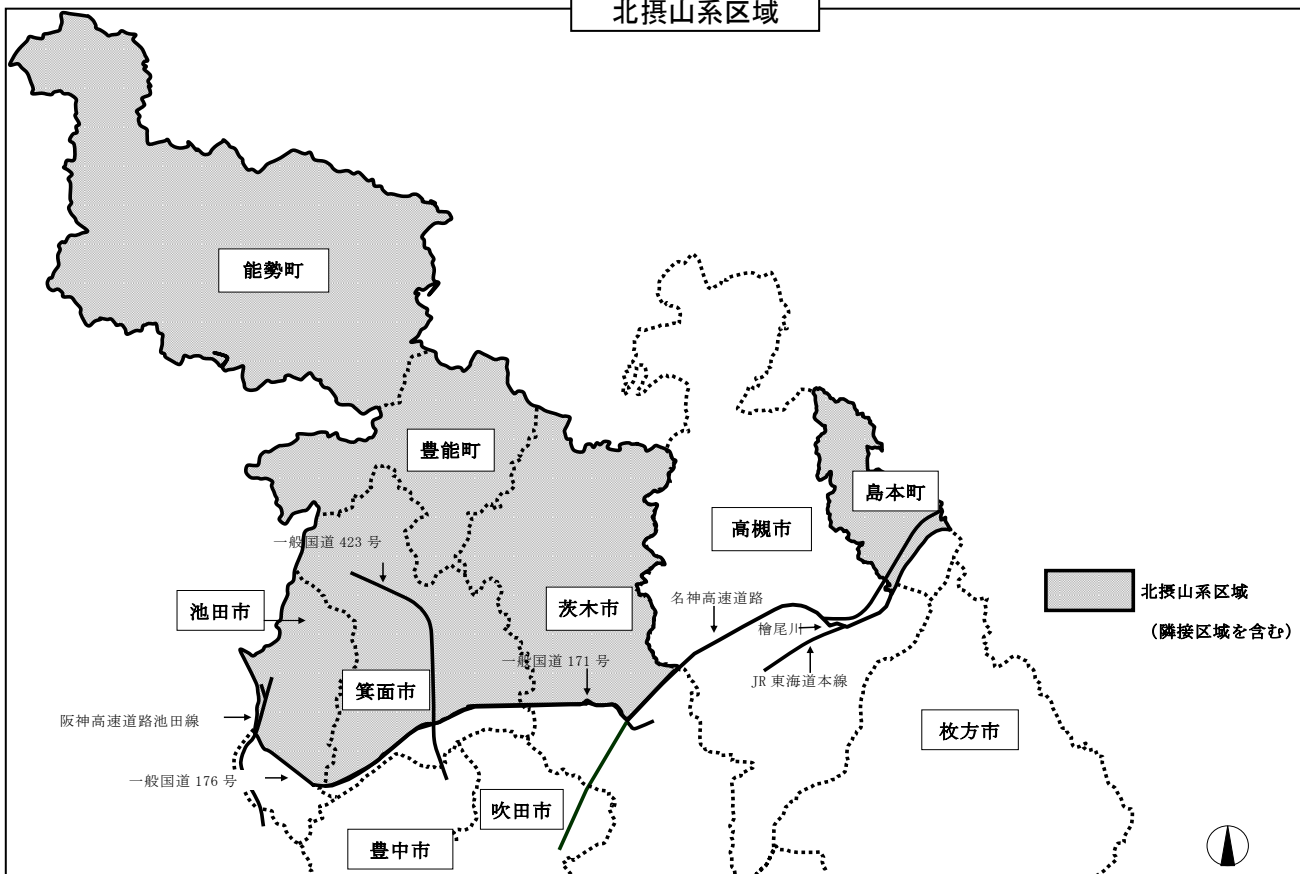 北摂山系区域
能勢町
豊能町
島本町
高槻市
一般国道 423 号
北摂山系区域
(隣接区域を含む)
池田市
茨木市
名神高速道路
檜尾川
一般国道 171 号
JR 東海道本線
箕面市
阪神高速道路池田線
枚方市
一般国道 176 号
吹田市
豊中市